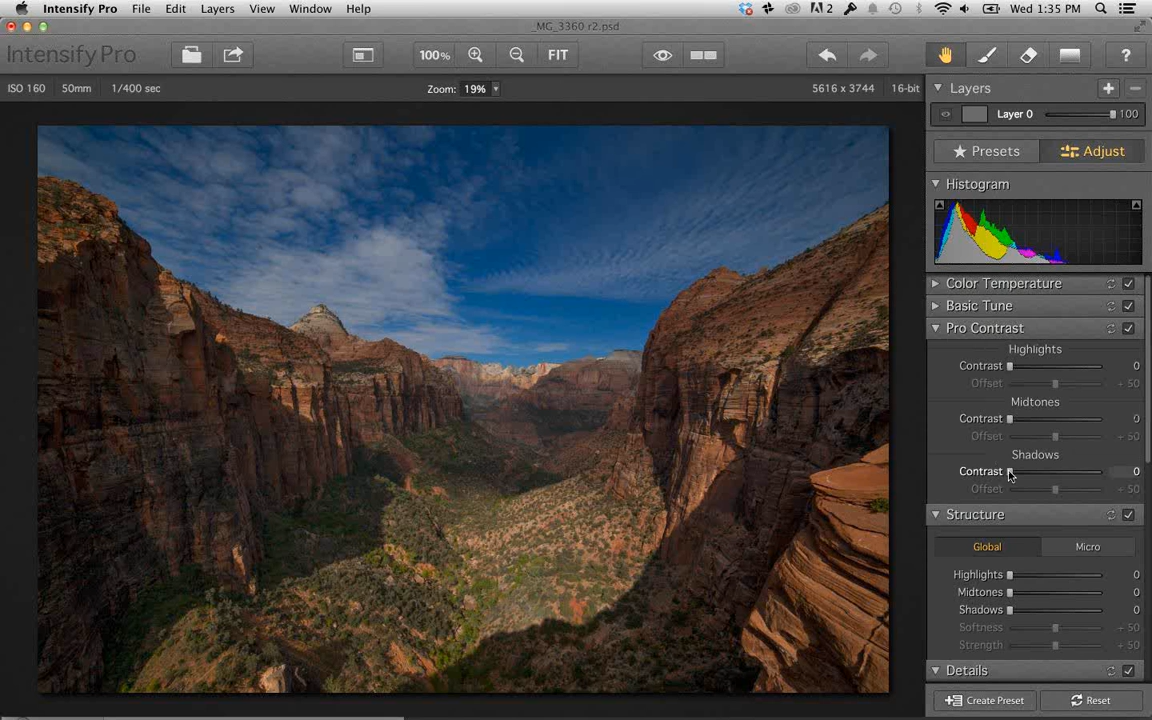 Intensify Pro File Edit Layers View Window Help 2 Wed 1:35 PM
_MG_3360 r2.psd
Intensify Pro 100% FIT ?
ISO 160 50mm 1/400 sec Zoom: 19% 5616 x 3744 16-bit
Layers
Layer 0 100
Presets Adjust
Histogram
Color Temperature
Basic Tune
Pro Contrast
Highlights
Contrast 0
Offset + 50
Midtones
Contrast 0
Offset + 50
Shadows
Contrast 0
Offset + 50
Structure
Global Micro
Highlights 0
Midtones 0
Shadows 0
Softness + 50
Strength + 50
Details
Create Preset Reset